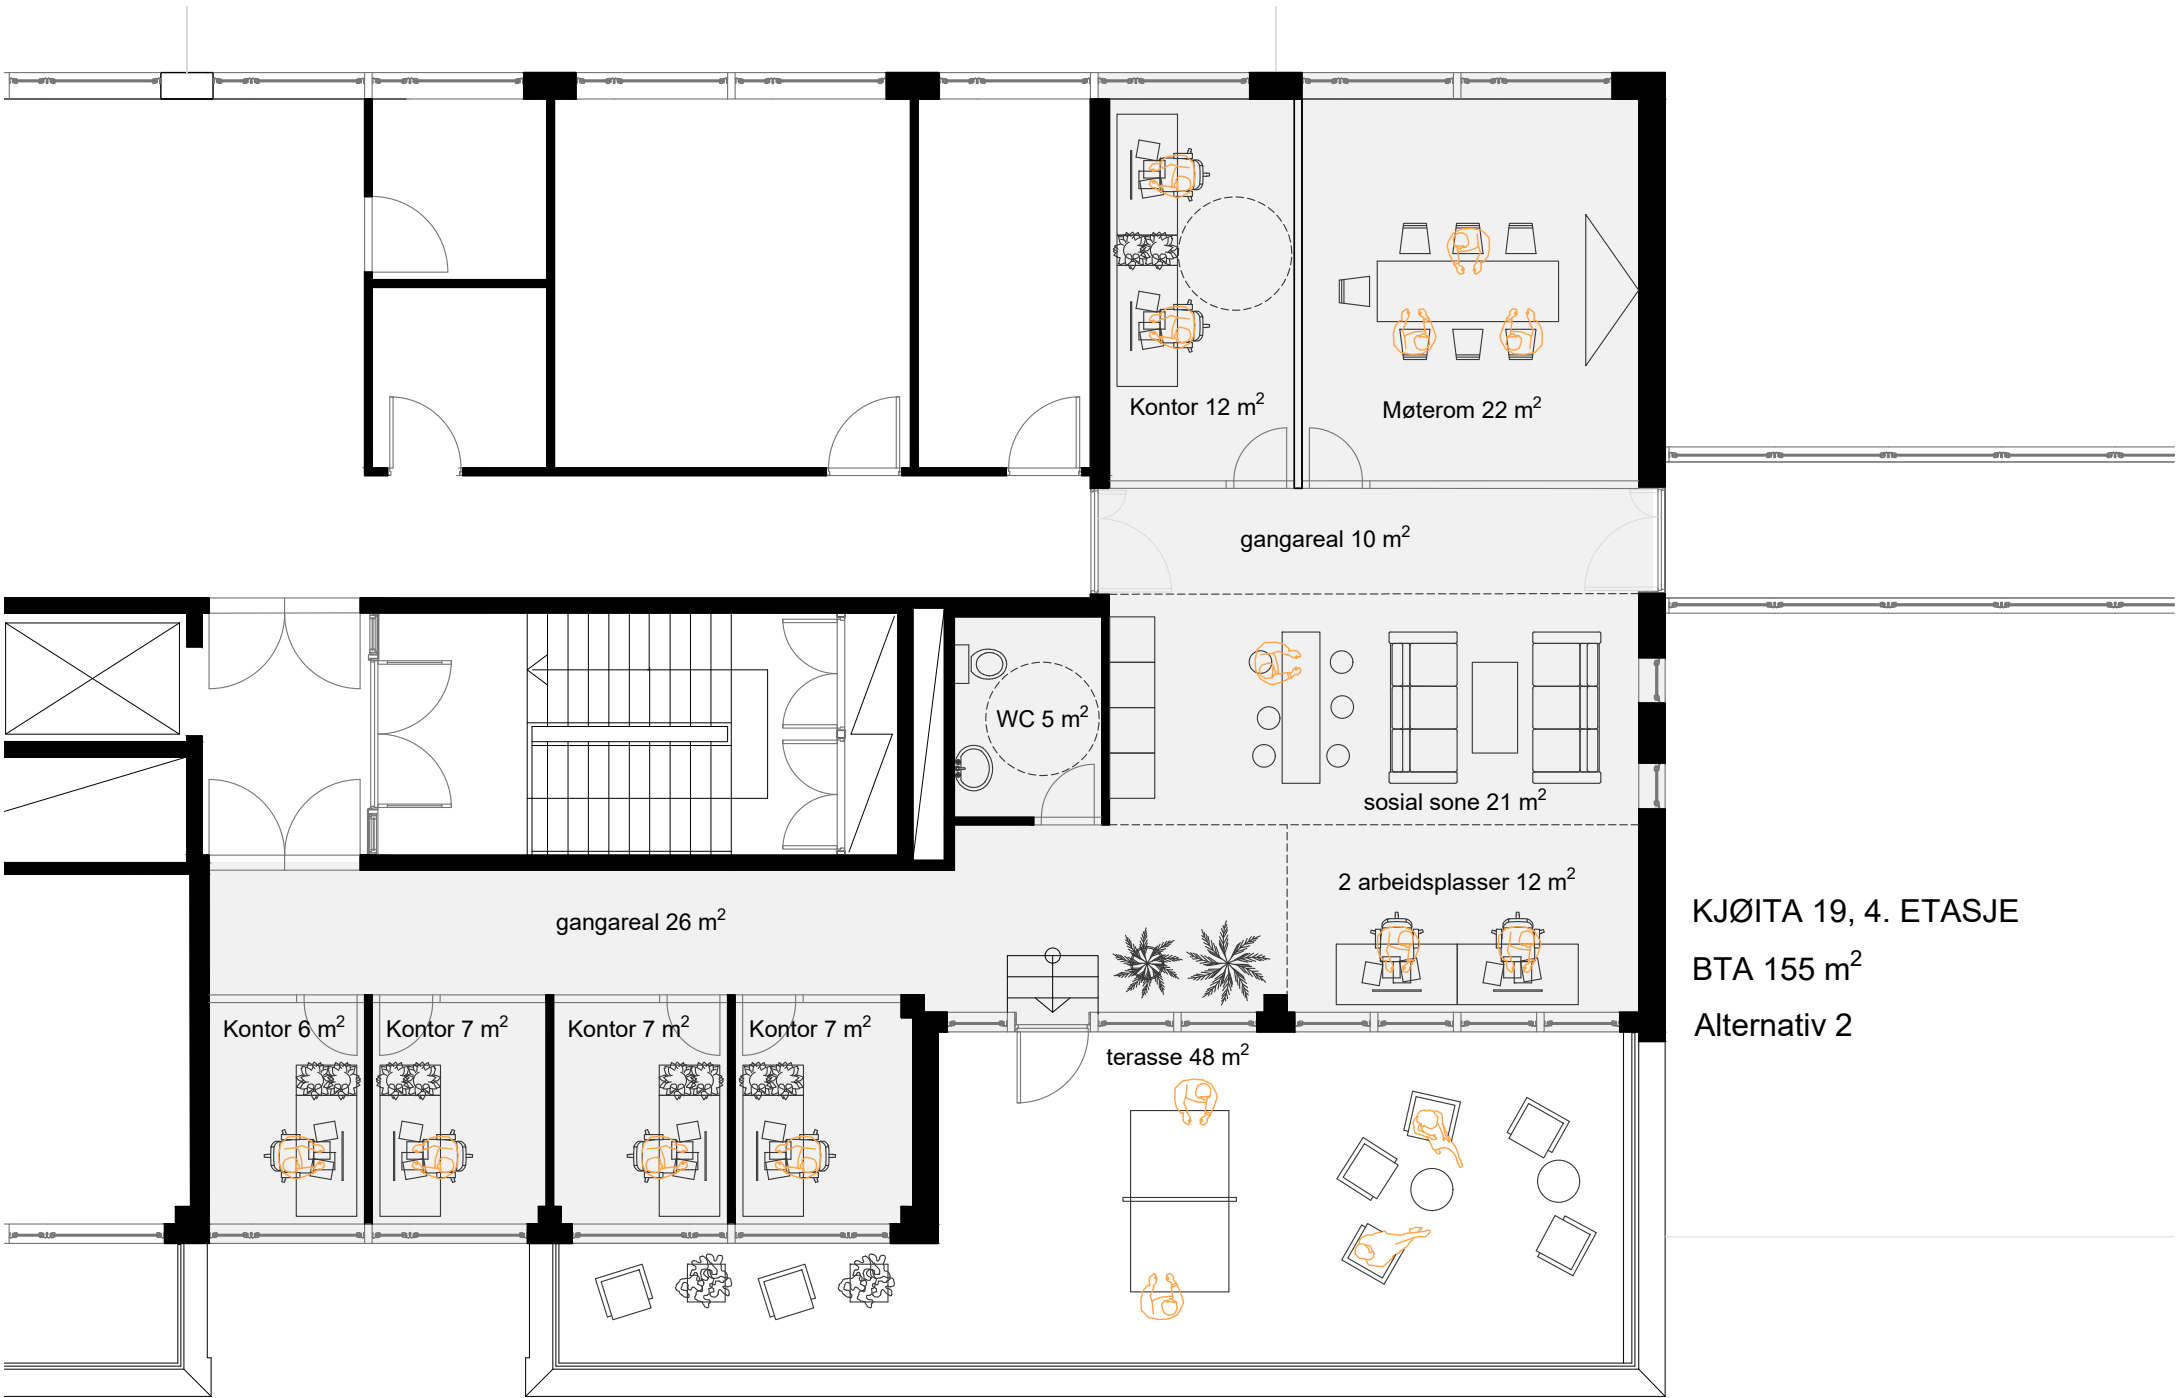 Kontor 12 m²
Møterom 22 m²
gangareal 10 m²
WC 5 m²
sosial sone 21 m²
2 arbeidsplasser 12 m²
gangareal 26 m²
KJØITA 19, 4. ETASJE
BTA 155 m²
Alternativ 2
Kontor 6 m²
Kontor 7 m²
Kontor 7 m²
Kontor 7 m²
terasse 48 m²